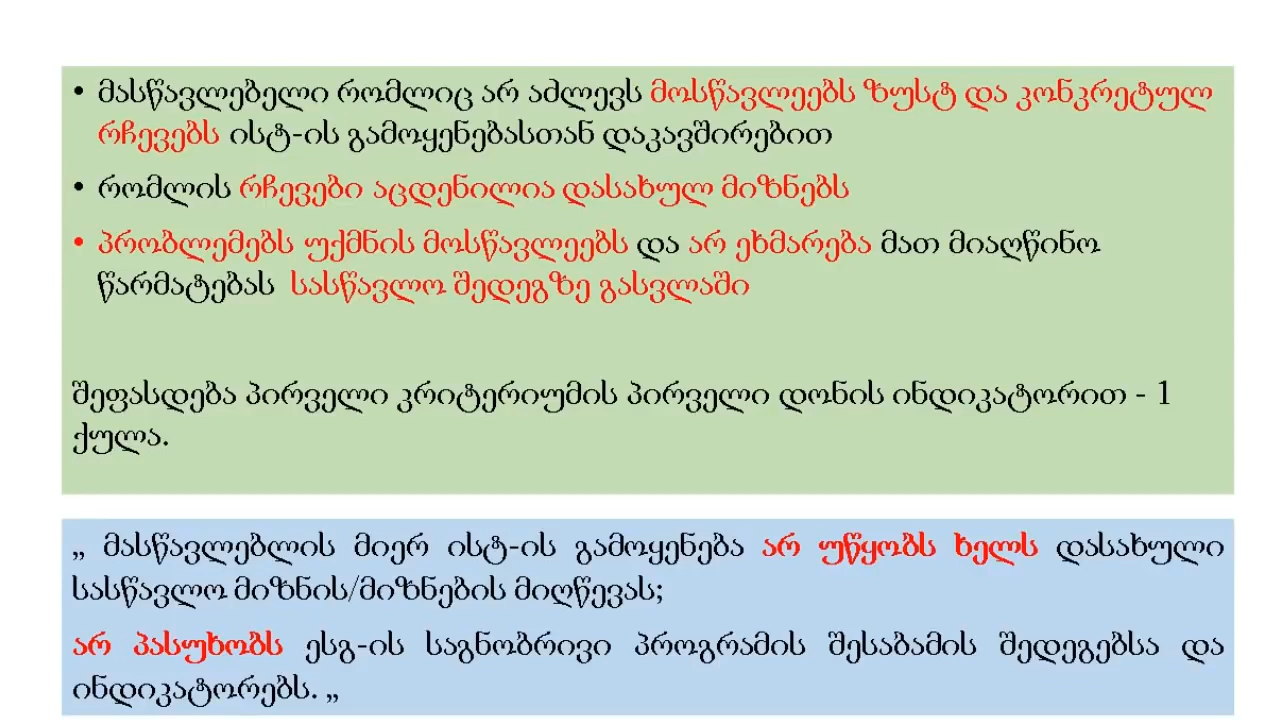 • მასწავლებელი რომლიც არ აძლევს მოსწავლეებს ზუსტ და კონკრეტულ
რჩევებს ისტ-ის გამოყენებასთან დაკავშირებით
• რომლის რჩევები აცდენილია დასახულ მიზნებს
• პრობლემებს უქმნის მოსწავლეებს და არ ეხმარება მათ მიაღწინო
წარმატებას სასწავლო შედეგზე გასვლაში
შეფასდება პირველი კრიტერიუმის პირველი დონის ინდიკატორით - 1
ქულა.
„ მასწავლებლის მიერ ისტ-ის გამოყენება არ უწყობს ხელს დასახული
სასწავლო მიზნის/მიზნების მიღწევას;
არ პასუხობს ესგ-ის საგნობრივი პროგრამის შესაბამის შედეგებსა და
ინდიკატორებს. „